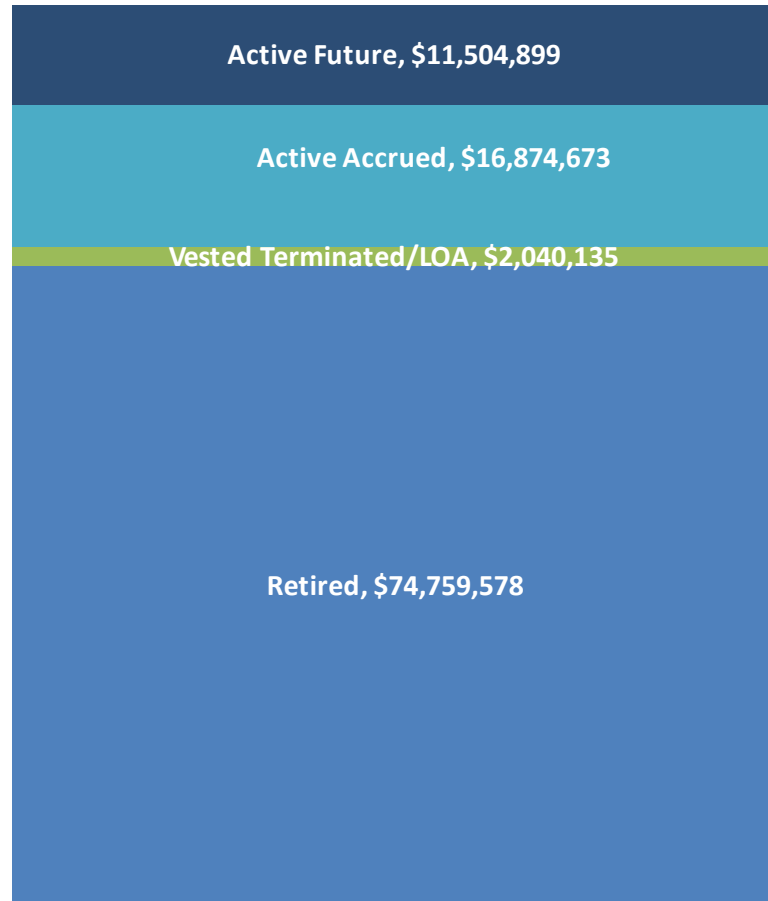 Active Future, $11,504,899
Active Accrued, $16,874,673
Vested Terminated/LOA, $2,040,135
Retired, $74,759,578